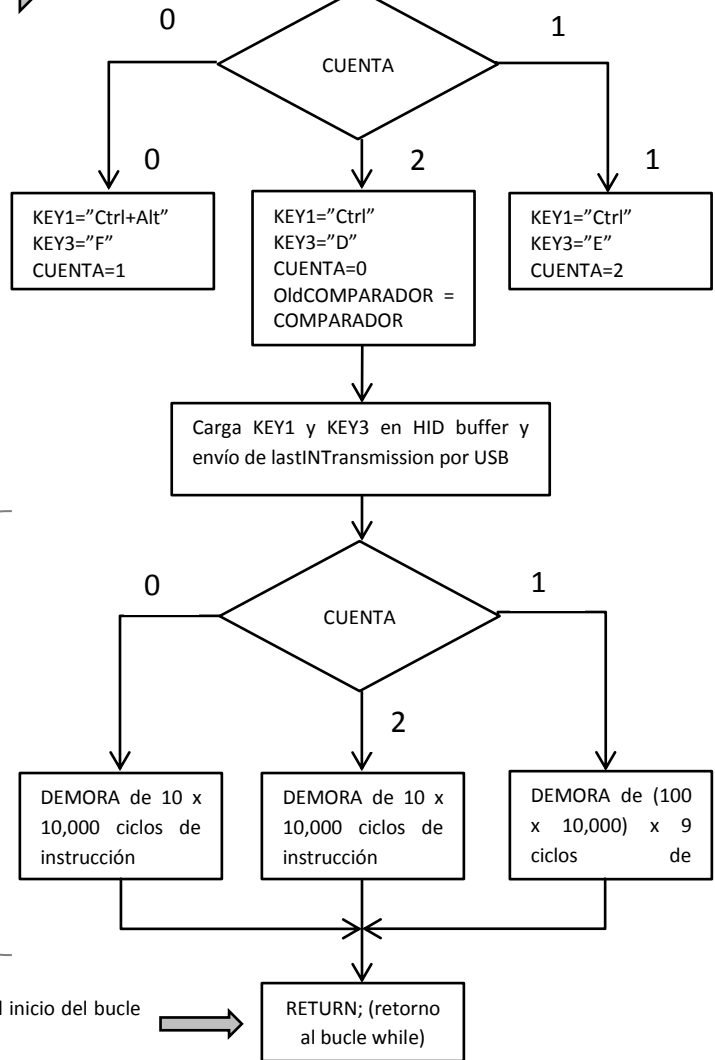 0
1
CUENTA
0
2
1
KEY1=”Ctrl+Alt”
KEY3=”F”
CUENTA=1
KEY1=”Ctrl”
KEY3=”D”
CUENTA=0
OldCOMPARADOR =
COMPARADOR
KEY1=”Ctrl”
KEY3=”E”
CUENTA=2
Carga KEY1 y KEY3 en HID buffer y
envío de lastINTransmission por USB
0
1
CUENTA
2
DEMORA de 10 x
10,000 ciclos de
instrucción
DEMORA de 10 x
10,000 ciclos de
instrucción
DEMORA de (100
x 10,000) x 9
ciclos de
inicio del bucle
RETURN; (retorno
al bucle while)